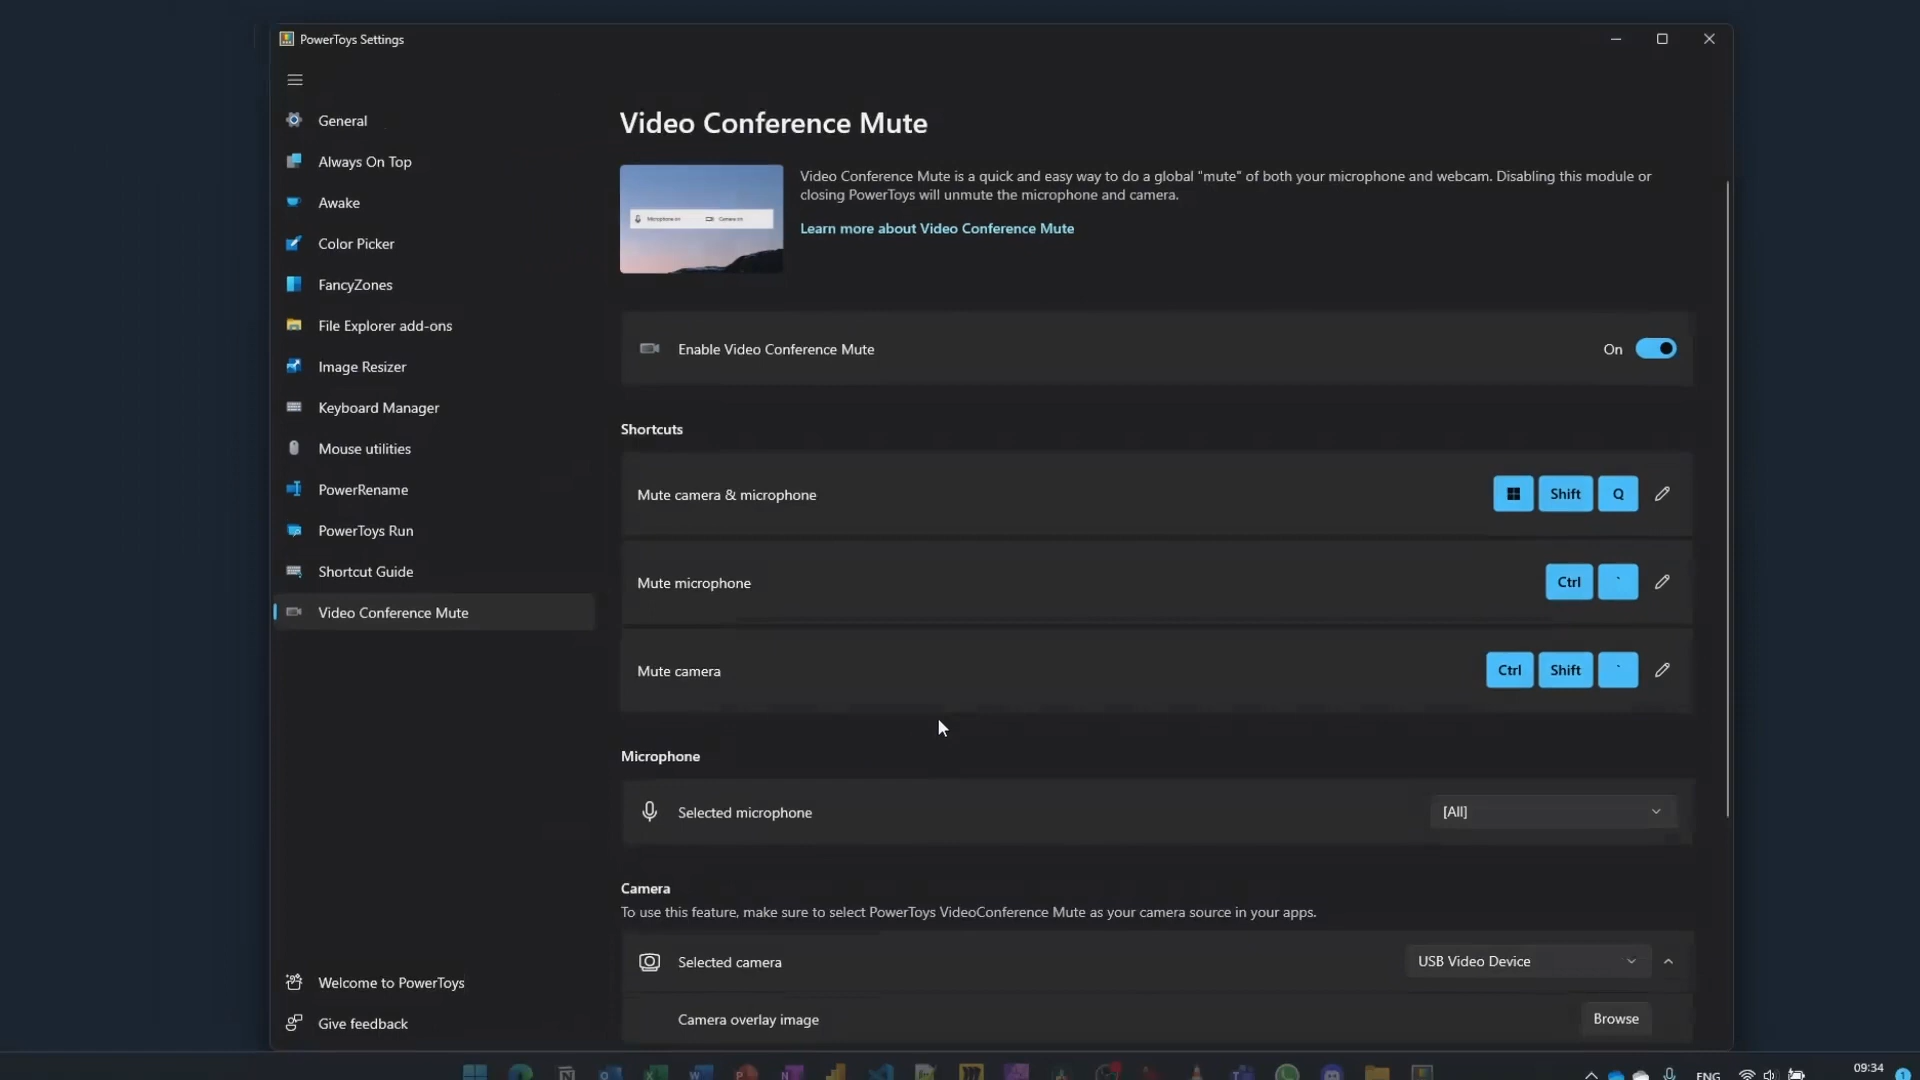 PowerToys Settings
General
Always On Top
Awake
Color Picker
FancyZones
File Explorer add-ons
Image Resizer
Keyboard Manager
Mouse utilities
PowerRename
PowerToys Run
Shortcut Guide
Video Conference Mute
Welcome to PowerToys
Give feedback
Video Conference Mute
Microphone on
Camera on
Video Conference Mute is a quick and easy way to do a global "mute" of both your microphone and webcam. Disabling this module or
closing PowerToys will unmute the microphone and camera.
Learn more about Video Conference Mute
Enable Video Conference Mute
On
Shortcuts
Mute camera & microphone
Shift Q
Mute microphone
Ctrl `
Mute camera
Ctrl Shift `
Microphone
Selected microphone
[All]
Camera
To use this feature, make sure to select PowerToys VideoConference Mute as your camera source in your apps.
Selected camera
USB Video Device
Camera overlay image
Browse
ENG
09:34
1